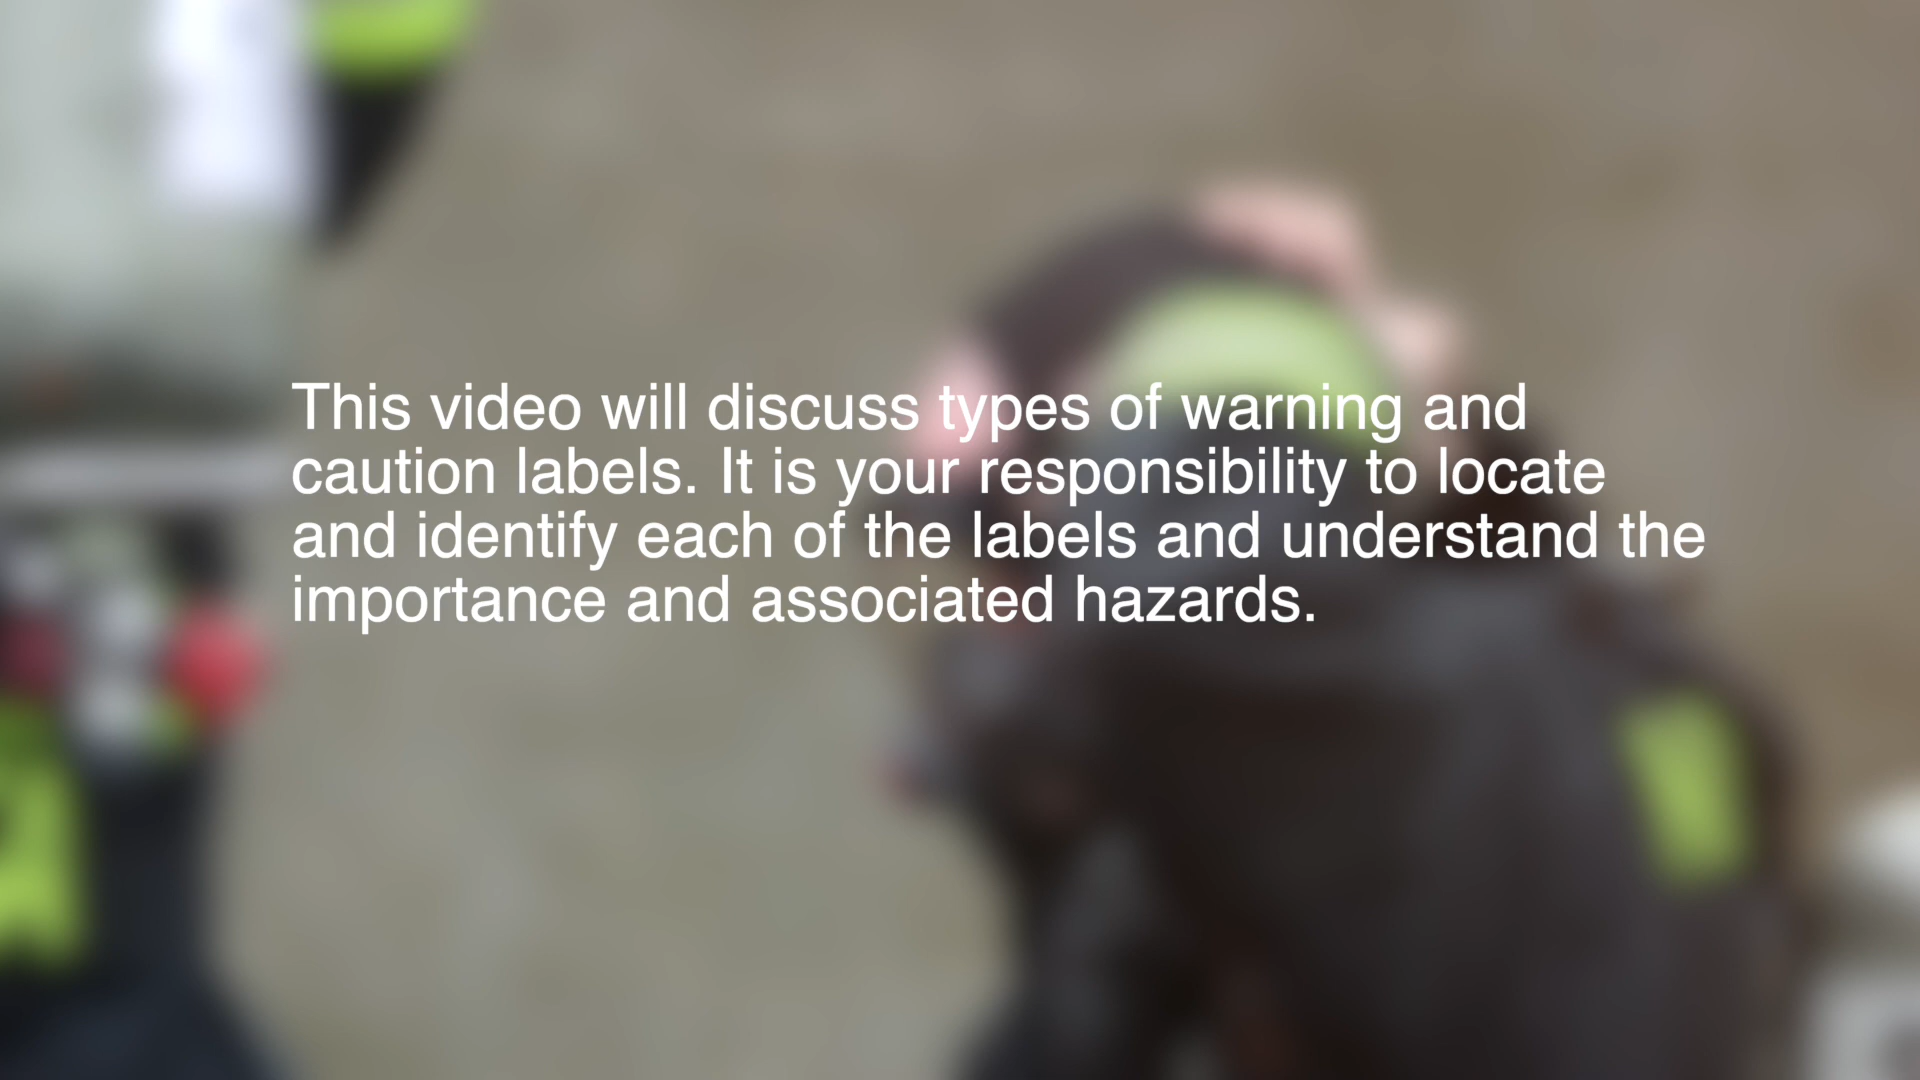 This video will discuss types of warning and
caution labels. It is your responsibility to locate
and identify each of the labels and understand the
importance and associated hazards.